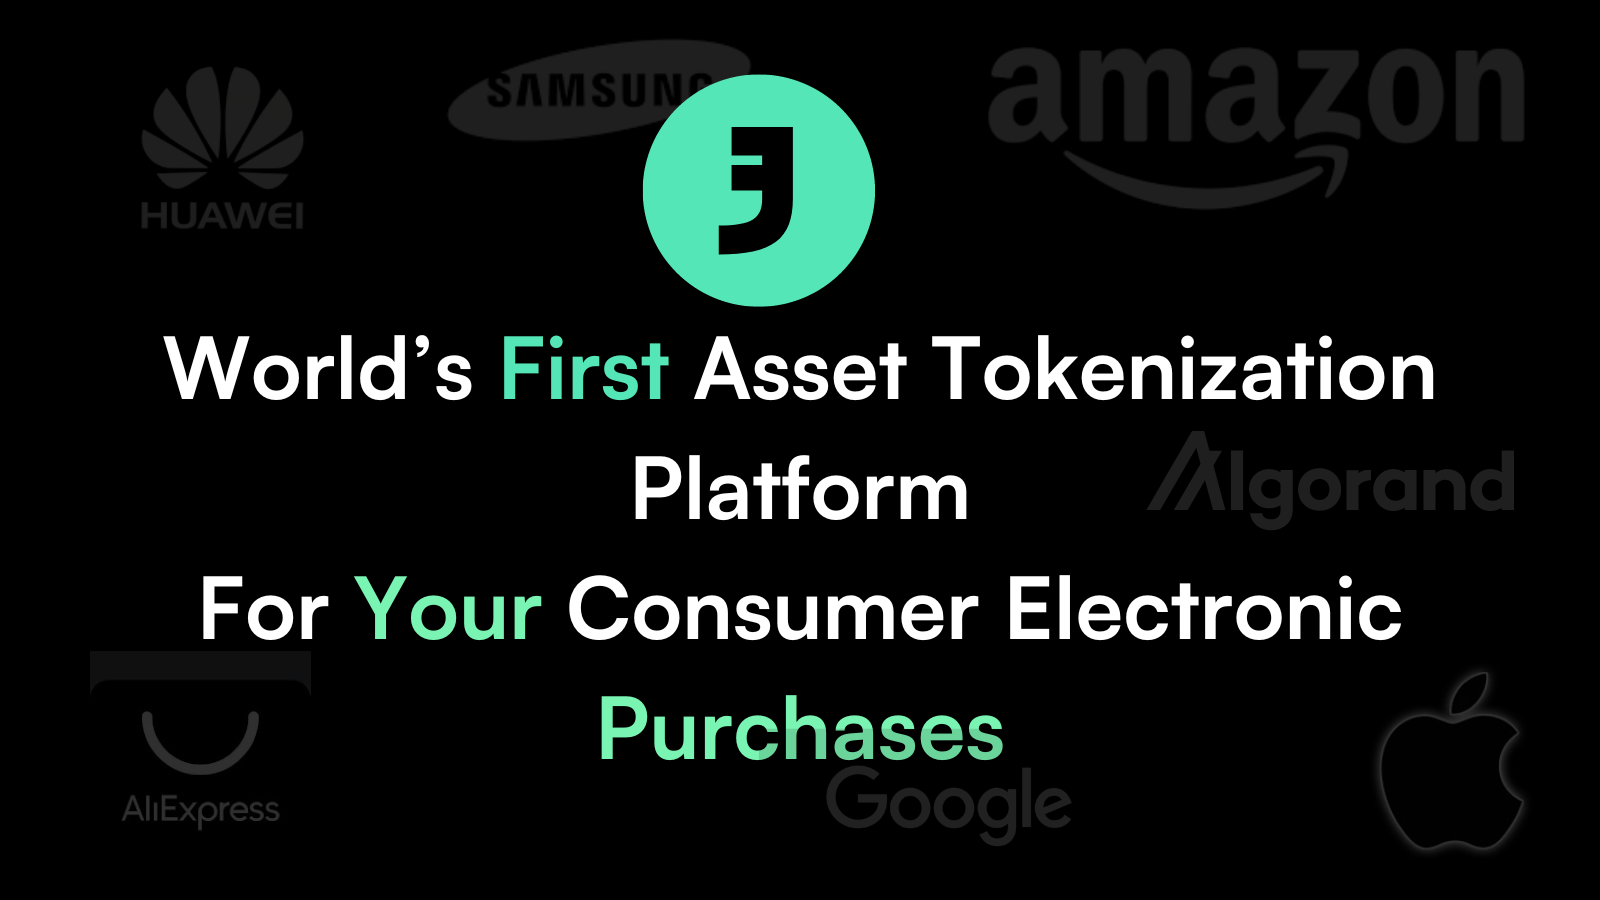 SAMSUNG
amazon
HUAWEI
World’s First Asset Tokenization
Platform
Algorand
For Your Consumer Electronic
Purchases
AliExpress
Google